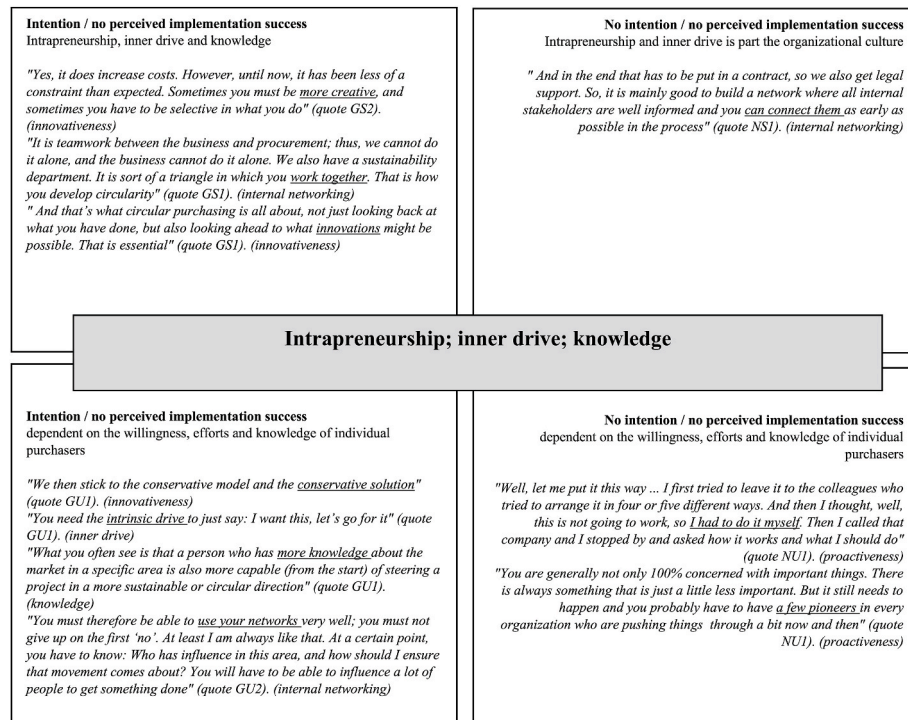 Intention / no perceived implementation success
Intrapreneurship, inner drive and knowledge
"Yes, it does increase costs. However, until now, it has been less of a
constraint than expected. Sometimes you must be more creative, and
sometimes you have to be selective in what you do" (quote GS2).
(innovativeness)
"It is teamwork between the business and procurement; thus, we cannot do
it alone, and the business cannot do it alone. We also have a sustainability
department. It is sort of a triangle in which you work together. That is how
you develop circularity" (quote GS1). (internal networking)
" And that's what circular purchasing is all about, not just looking back at
what you have done, but also looking ahead to what innovations might be
possible. That is essential" (quote GS1). (innovativeness)
No intention / no perceived implementation success
Intrapreneurship and inner drive is part the organizational culture
" And in the end that has to be put in a contract, so we also get legal
support. So, it is mainly good to build a network where all internal
stakeholders are well informed and you can connect them as early as
possible in the process" (quote NS1). (internal networking)
Intrapreneurship; inner drive; knowledge
Intention / no perceived implementation success
dependent on the willingness, efforts and knowledge of individual
purchasers
"We then stick to the conservative model and the conservative solution"
(quote GU1). (innovativeness)
"You need the intrinsic drive to just say: I want this, let's go for it" (quote
GU1). (inner drive)
"What you often see is that a person who has more knowledge about the
market in a specific area is also more capable (from the start) of steering a
project in a more sustainable or circular direction" (quote GU1).
(knowledge)
"You must therefore be able to use your networks very well; you must not
give up on the first 'no'. At least I am always like that. At a certain point,
you have to know: Who has influence in this area, and how should I ensure
that movement comes about? You will have to be able to influence a lot of
people to get something done" (quote GU2). (internal networking)
No intention / no perceived implementation success
dependent on the willingness, efforts and knowledge of individual
purchasers
"Well, let me put it this way ... I first tried to leave it to the colleagues who
tried to arrange it in four or five different ways. And then I thought, well,
this is not going to work, so I had to do it myself. Then I called that
company and I stopped by and asked how it works and what I should do"
(quote NU1). (proactiveness)
"You are generally not only 100% concerned with important things. There
is always something that is just a little less important. But it still needs to
happen and you probably have to have a few pioneers in every
organization who are pushing things through a bit now and then" (quote
NU1). (proactiveness)